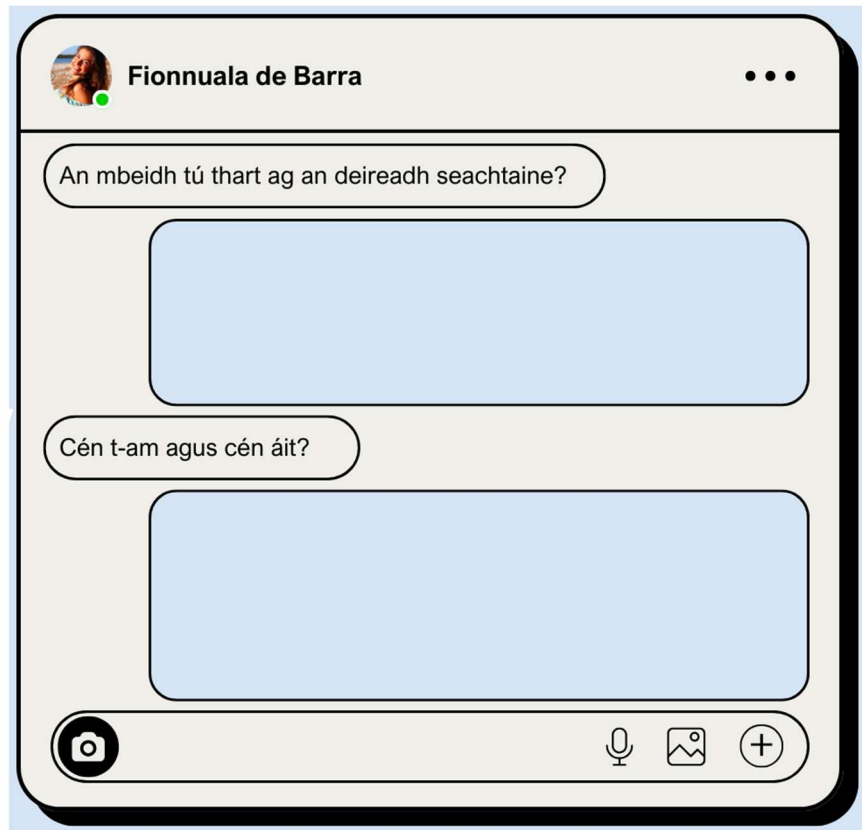 Fionnuala de Barra
An mbeidh tú thart ag an deireadh seachtaine?
Cén t-am agus cén áit?